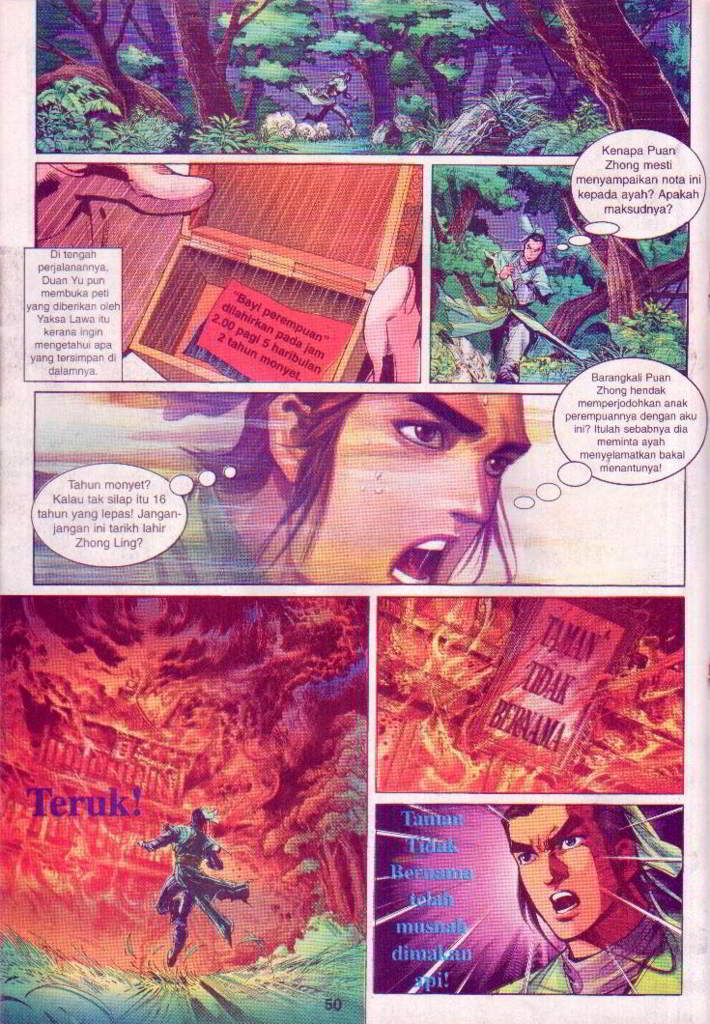 Kenapa Puan
Zhong mesti
menyampaikan nota ini
kepada ayah? Apakah
maksudnya?
Di tengah
perjalanannya,
Duan Yu pun
membuka peti
yang diberikan oleh
Yaksa Lawa itu
kerana ingin
mengetahui apa
yang tersimpan di
dalamnya.
"Bayi perempuan"
dilahirkan pada jam
2.00 pagi 5 haribulan
2 tahun monyet.
Barangkali Puan
Zhong hendak
memperjodohkan anak
perempuannya dengan aku
ini? Itulah sebabnya dia
meminta ayah
menyelamatkan bakal
menantunya!
Tahun monyet?
Kalau tak silap itu 16
tahun yang lepas! Jangan-
jangan ini tarikh lahir
Zhong Ling?
Teruk!
TAMAN
TIDAK
BERNAMA
Taman
Tidak
Bernama
telah
musnah
dimakan
api!
50